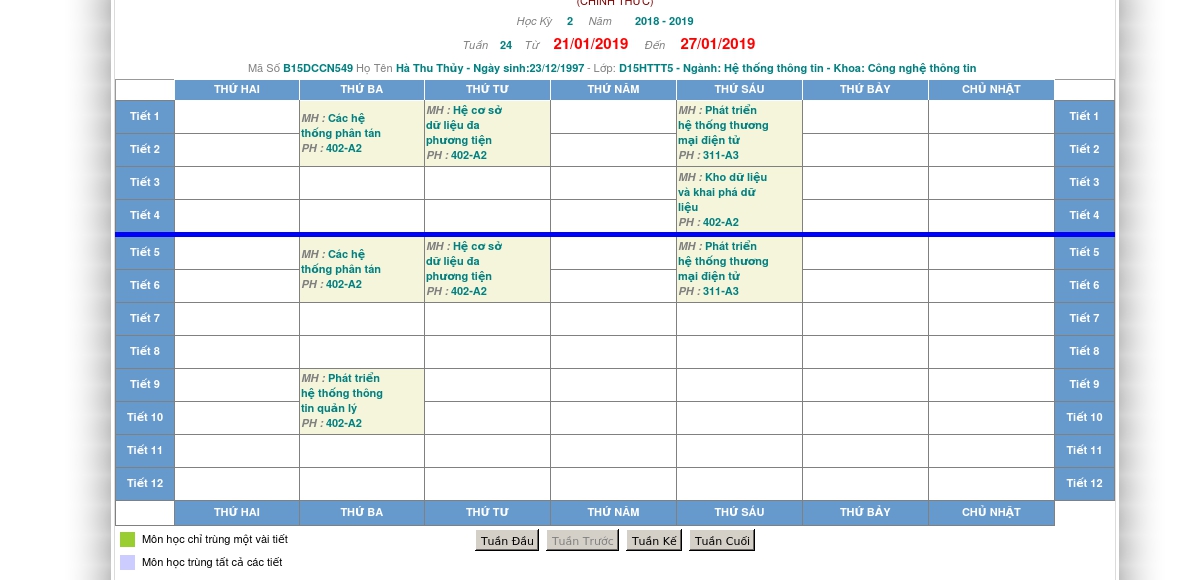 (CHÍNH THỨC)
Học Kỳ 2 Năm 2018 - 2019
Tuần 24 Từ 21/01/2019 Đến 27/01/2019
Mã Số B15DCCN549 Họ Tên Hà Thu Thủy - Ngày sinh:23/12/1997 - Lớp: D15HTTT5 - Ngành: Hệ thống thông tin - Khoa: Công nghệ thông tin
THỨ HAI THỨ BA THỨ TƯ THỨ NĂM THỨ SÁU THỨ BẢY CHỦ NHẬT
Tiết 1
Tiết 2
MH : Các hệ
thống phân tán
PH : 402-A2
MH : Hệ cơ sở
dữ liệu đa
phương tiện
PH : 402-A2
MH : Phát triển
hệ thống thương
mại điện tử
PH : 311-A3
Tiết 1
Tiết 2
Tiết 3
Tiết 4
MH : Kho dữ liệu
và khai phá dữ
liệu
PH : 402-A2
Tiết 3
Tiết 4
Tiết 5
Tiết 6
MH : Các hệ
thống phân tán
PH : 402-A2
MH : Hệ cơ sở
dữ liệu đa
phương tiện
PH : 402-A2
MH : Phát triển
hệ thống thương
mại điện tử
PH : 311-A3
Tiết 5
Tiết 6
Tiết 7 Tiết 7
Tiết 8 Tiết 8
Tiết 9
Tiết 10
MH : Phát triển
hệ thống thông
tin quản lý
PH : 402-A2
Tiết 9
Tiết 10
Tiết 11 Tiết 11
Tiết 12 Tiết 12
THỨ HAI THỨ BA THỨ TƯ THỨ NĂM THỨ SÁU THỨ BẢY CHỦ NHẬT
Môn học chỉ trùng một vài tiết
Tuần Đầu Tuần Trước Tuần Kế Tuần Cuối
Môn học trùng tất cả các tiết